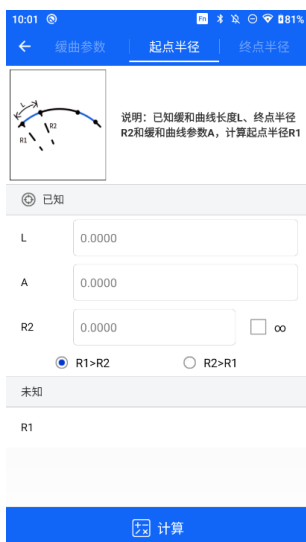 10:01 Fn 81%
缓曲参数 起点半径 终点半径
L R1 R2
说明：已知缓和曲线长度L、终点半径
R2和缓和曲线参数A，计算起点半径R1
已知
L 0.0000
A 0.0000
R2 0.0000 ∞
R1>R2 R2>R1
未知
R1
计算